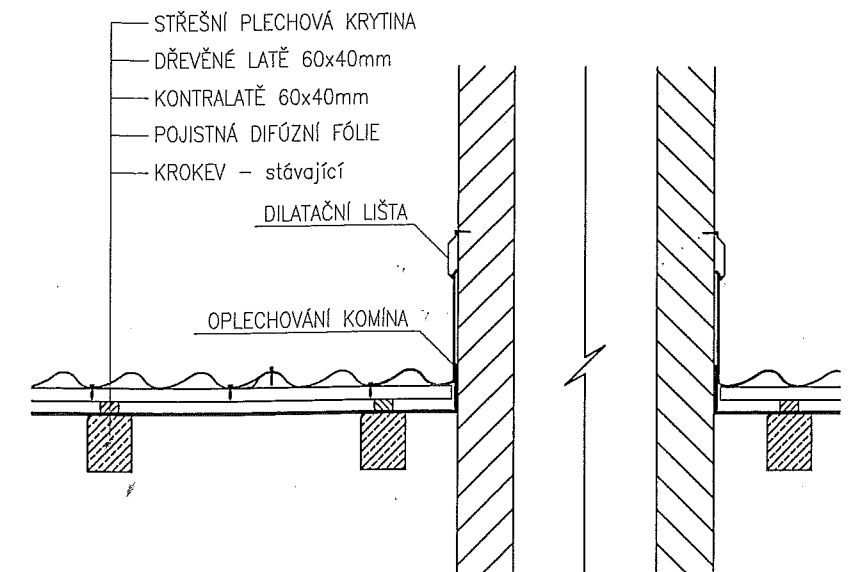 STŘEŠNÍ PLECHOVÁ KRYTINA
DŘEVĚNÉ LATĚ 60x40mm
KONTRALATĚ 60x40mm
POJISTNÁ DIFÚZNÍ FÓLIE
KROKEV – stávající
DILATAČNÍ LIŠTA
OPLECHOVÁNÍ KOMÍNA